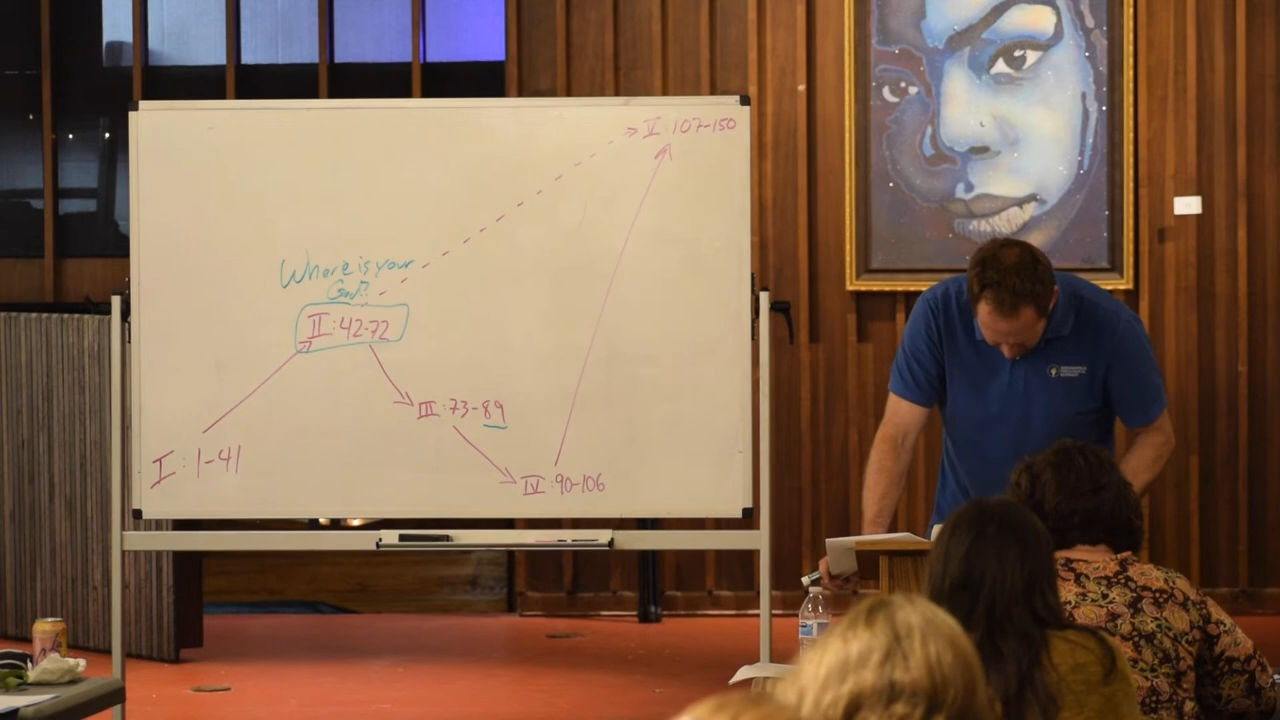 V: 107-150
Where is your
God?
II: 42-72
III: 73-89
I: 1-41
IV: 90-106